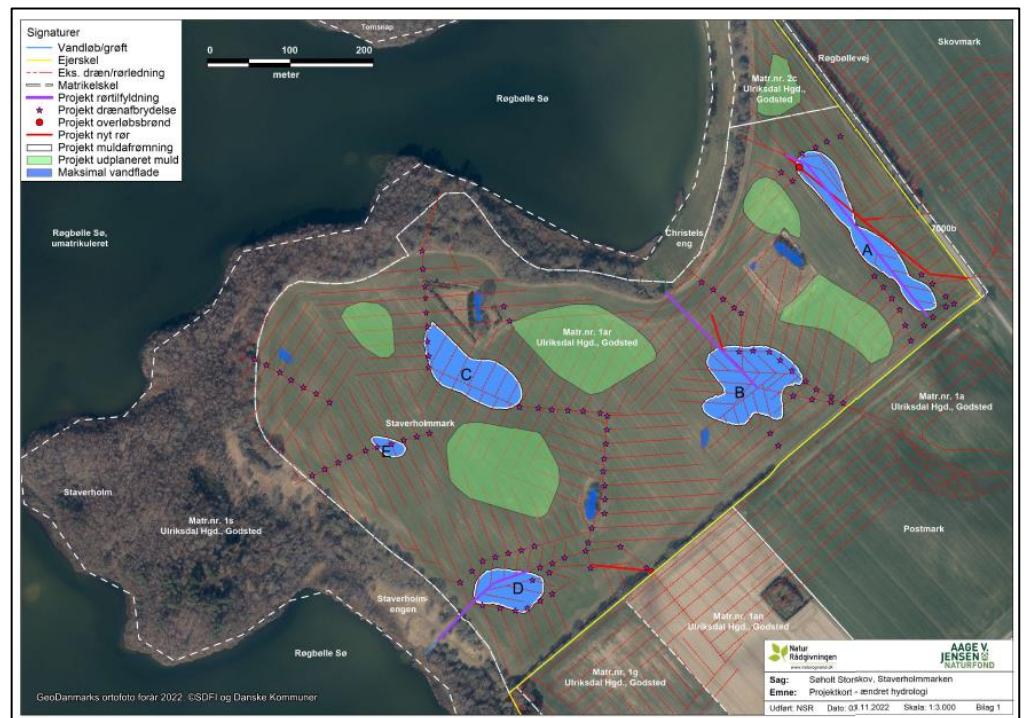 Signaturer
Vandløb/grøft
Ejerskel
Eks. dræn/rørledning
Matrikelskel
Projekt rørtilfyldning
Projekt drænafbrydelse
Projekt overløbsbrønd
Projekt nyt rør
Projekt muldafrømning
Projekt udplaneret muld
Maksimal vandflade
0 100 200
meter
Tornsnap
Røgbølle Sø
Røgbøllevej
Skovmark
Matr.nr. 2c
Ulriksdal Hgd.,
Godsted
Røgbølle Sø,
umatrikuleret
Christels
eng
7000b
A
Matr.nr. 1ar
Ulriksdal Hgd., Godsted
C
B
Matr.nr. 1a
Ulriksdal Hgd., Godsted
Staverholmmark
E
Staverholm
Matr.nr. 1s
Ulriksdal Hgd., Godsted
Postmark
D
Staverholm-
engen
Matr.nr. 1an
Ulriksdal Hgd., Godsted
Røgbølle Sø
Matr.nr. 1g
Ulriksdal Hgd., Godsted
Natur
Rådgivningen
AAGE V.
JENSEN
NATURFOND
Sag: Søholt Storskov, Staverholmmarken
Emne: Projektkort - ændret hydrologi
Udført: NSR Dato: 03.11.2022 Skala: 1:3.000 Bilag 1
GeoDanmarks ortofoto forår 2022. ©SDFI og Danske Kommuner